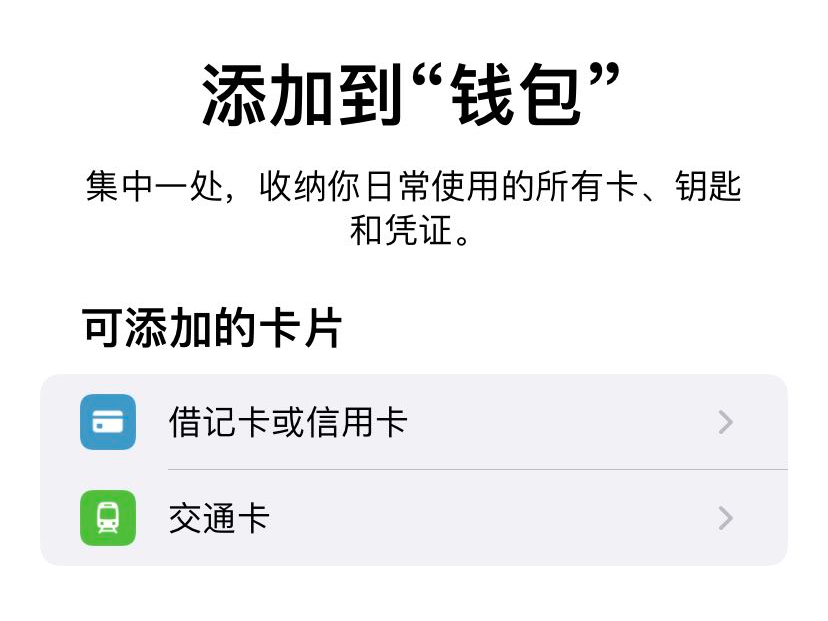 添加到“钱包”
集中一处，收纳你日常使用的所有卡、钥匙
和凭证。
可添加的卡片
借记卡或信用卡
交通卡